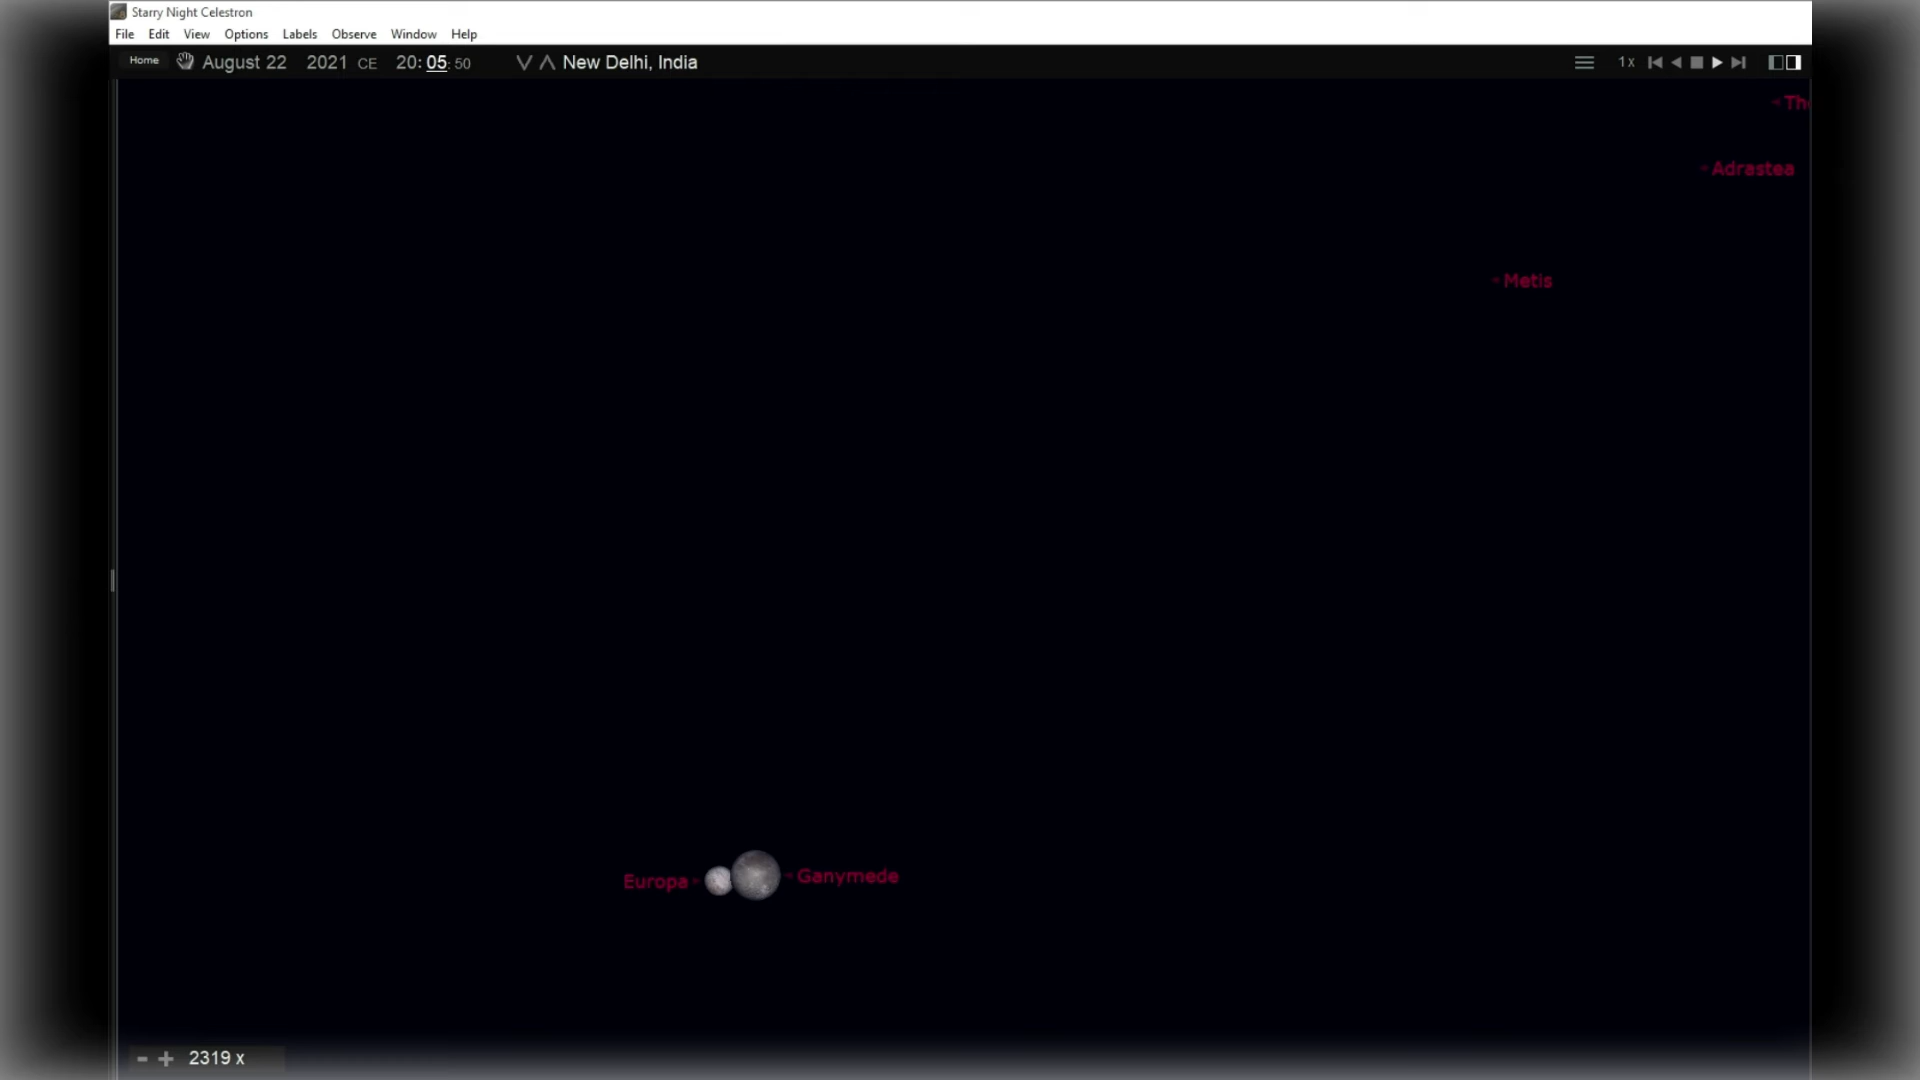 Starry Night Celestron
File Edit View Options Labels Observe Window Help
Home August 22 2021 CE 20:05:50 New Delhi, India 1x
Adrastea
Metis
Europa Ganymede
2319 x